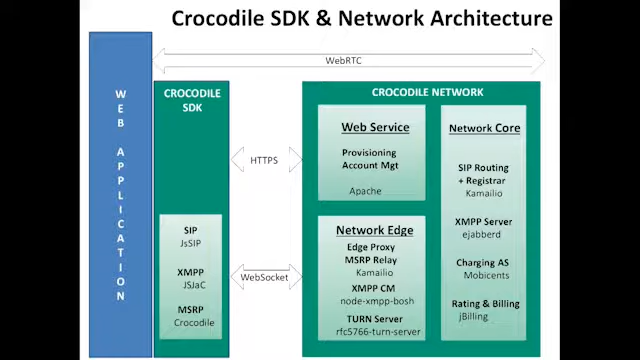 Crocodile SDK & Network Architecture
WebRTC
WEB APPLICATION
CROCODILE
SDK
SIP
JsSIP
XMPP
JSJaC
MSRP
Crocodile
HTTPS
WebSocket
CROCODILE NETWORK
Web Service
Provisioning
Account Mgt
Apache
Network Edge
Edge Proxy
MSRP Relay
Kamailio
XMPP CM
node-xmpp-bosh
TURN Server
rfc5766-turn-server
Network Core
SIP Routing
+ Registrar
Kamailio
XMPP Server
ejabberd
Charging AS
Mobicents
Rating & Billing
jBilling